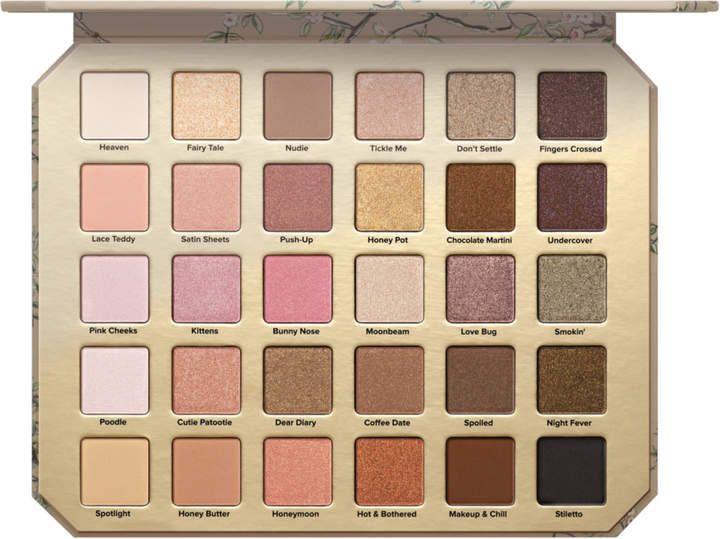 Heaven
Fairy Tale
Nudie
Tickle Me
Don't Settle
Fingers Crossed
Lace Teddy
Satin Sheets
Push-Up
Honey Pot
Chocolate Martini
Undercover
Pink Cheeks
Kittens
Bunny Nose
Moonbeam
Love Bug
Smokin'
Poodle
Cutie Patootie
Dear Diary
Coffee Date
Spoiled
Night Fever
Spotlight
Honey Butter
Honeymoon
Hot & Bothered
Makeup & Chill
Stiletto